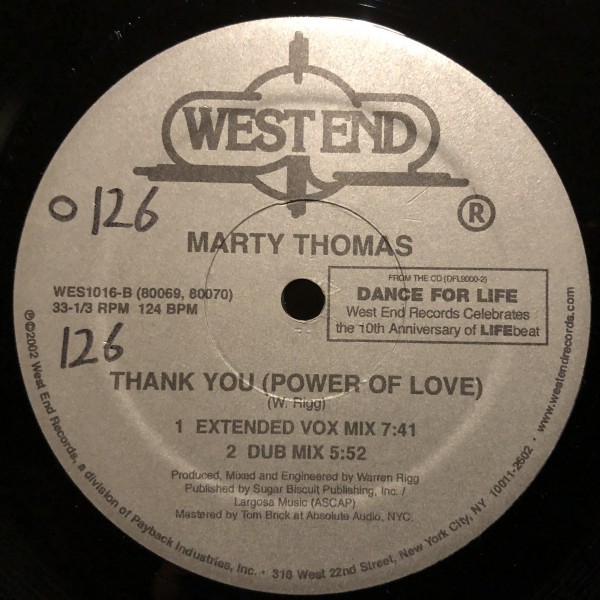 WEST END
®
0 126
MARTY THOMAS
WES1016-B (80069, 80070)
33-1/3 RPM 124 BPM
FROM THE CD (DFL9000-2)
DANCE FOR LIFE
West End Records Celebrates
the 10th Anniversary of LIFEbeat
126
THANK YOU (POWER OF LOVE)
(W. Rigg)
1 EXTENDED VOX MIX 7:41
2 DUB MIX 5:52
Produced, Mixed and Engineered by Warren Rigg
Published by Sugar Biscuit Publishing, Inc. /
Largosa Music (ASCAP)
Mastered by Tom Brick at Absolute Audio, NYC.
℗©2002 West End Records, a division of Payback Industries, Inc. • 316 West 22nd Street, New York City, NY 10011-2602 • www.westendrecords.com